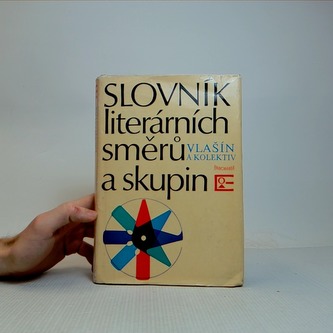 SLOVNÍK
literárních
směrů
VLAŠÍN
A KOLEKTIV
a skupin